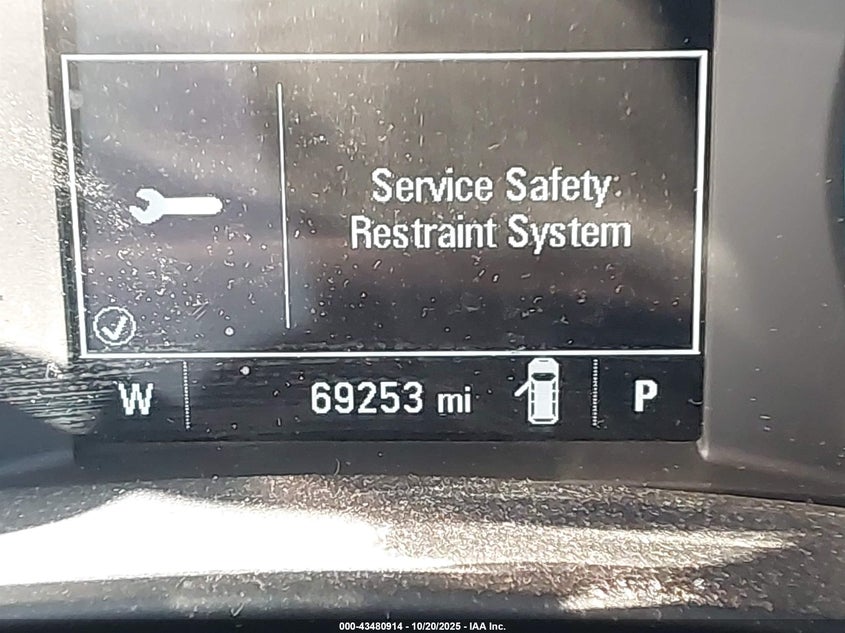 Service Safety
Restraint System
W 69253 mi P
000-43480914 - 10/20/2025 - IAA Inc.